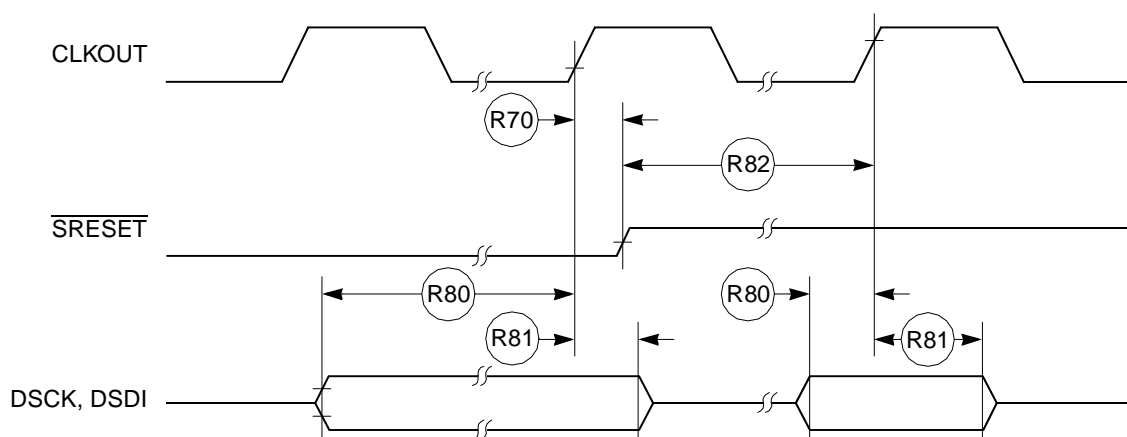 CLKOUT
R70
R82
SRESET
R80
R80
R81
R81
DSCK, DSDI